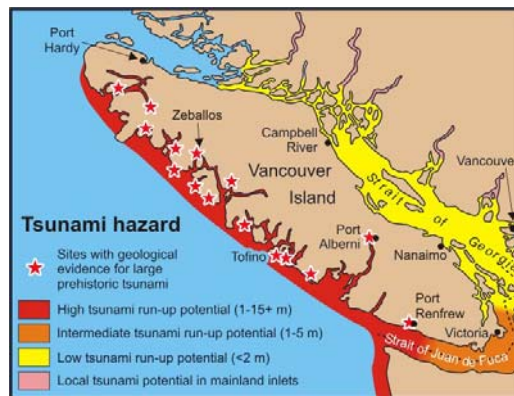 Port
Hardy
Zeballos
Campbell
River
Vancouver
Vancouver
Island
Strait of Georgia
Tsunami hazard
Sites with geological
evidence for large
prehistoric tsunami
Port
Alberni
Tofino
Nanaimo
High tsunami run-up potential (1-15+ m)
Port
Renfrew
Intermediate tsunami run-up potential (1-5 m)
Victoria
Low tsunami run-up potential (<2 m)
Strait of Juan de Fuca
Local tsunami potential in mainland inlets